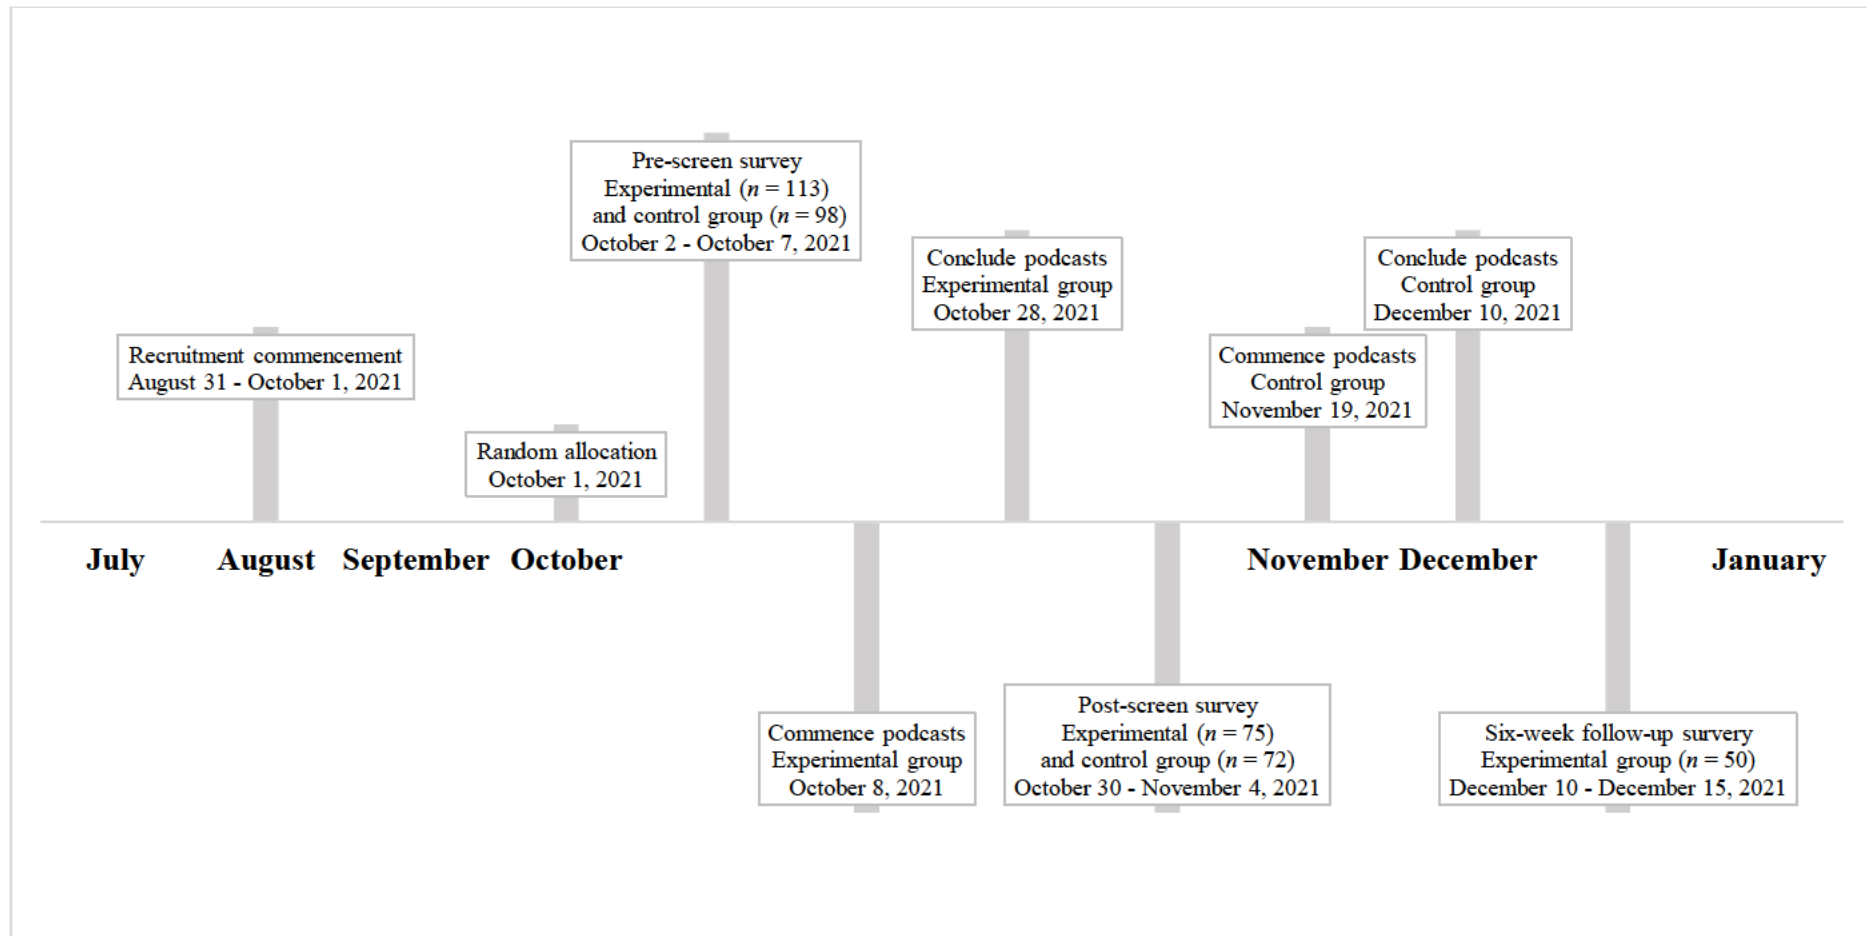 Pre-screen survey
Experimental (n = 113)
and control group (n = 98)
October 2 - October 7, 2021
Conclude podcasts
Experimental group
October 28, 2021
Conclude podcasts
Control group
December 10, 2021
Recruitment commencement
August 31 - October 1, 2021
Commence podcasts
Control group
November 19, 2021
Random allocation
October 1, 2021
July August September October November December January
Commence podcasts
Experimental group
October 8, 2021
Post-screen survey
Experimental (n = 75)
and control group (n = 72)
October 30 - November 4, 2021
Six-week follow-up survery
Experimental group (n = 50)
December 10 - December 15, 2021